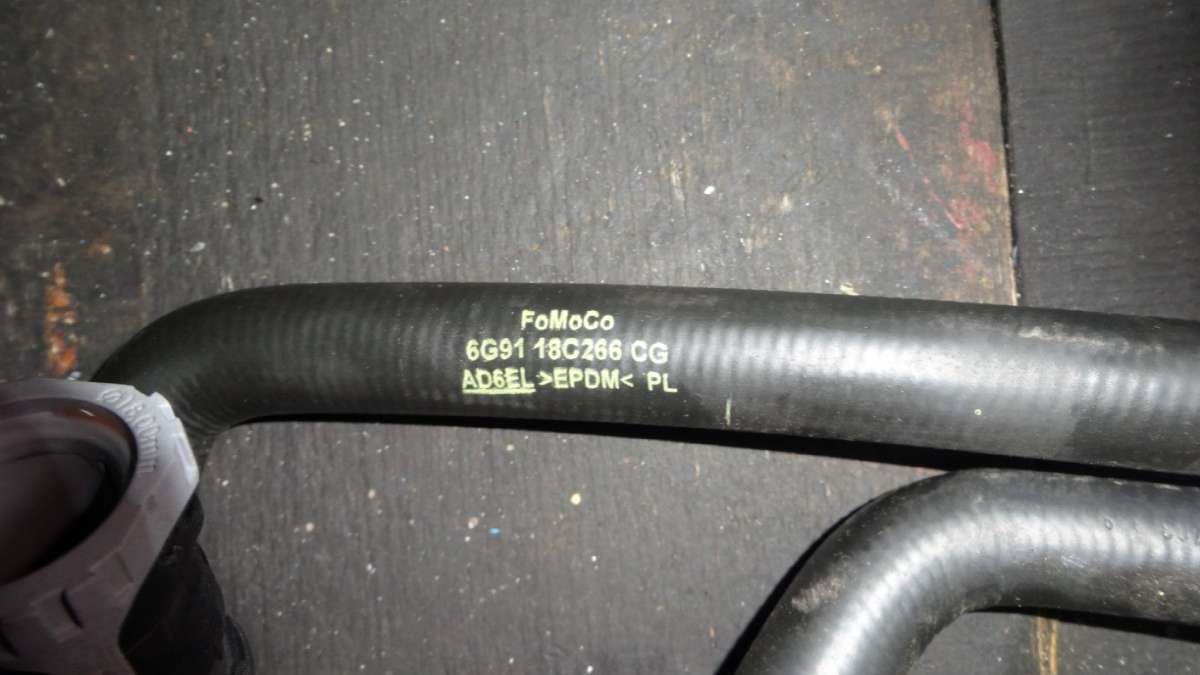 FoMoCo
6G91 18C266 CG
AD6EL >EPDM< PL